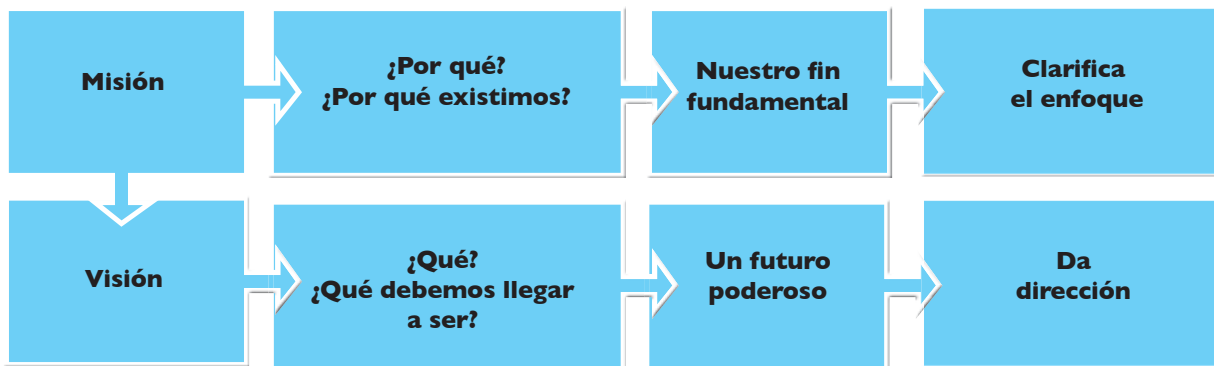 Misión
¿Por qué?
¿Por qué existimos?
Nuestro fin
fundamental
Clarifica
el enfoque
Visión
¿Qué?
¿Qué debemos llegar
a ser?
Un futuro
poderoso
Da
dirección